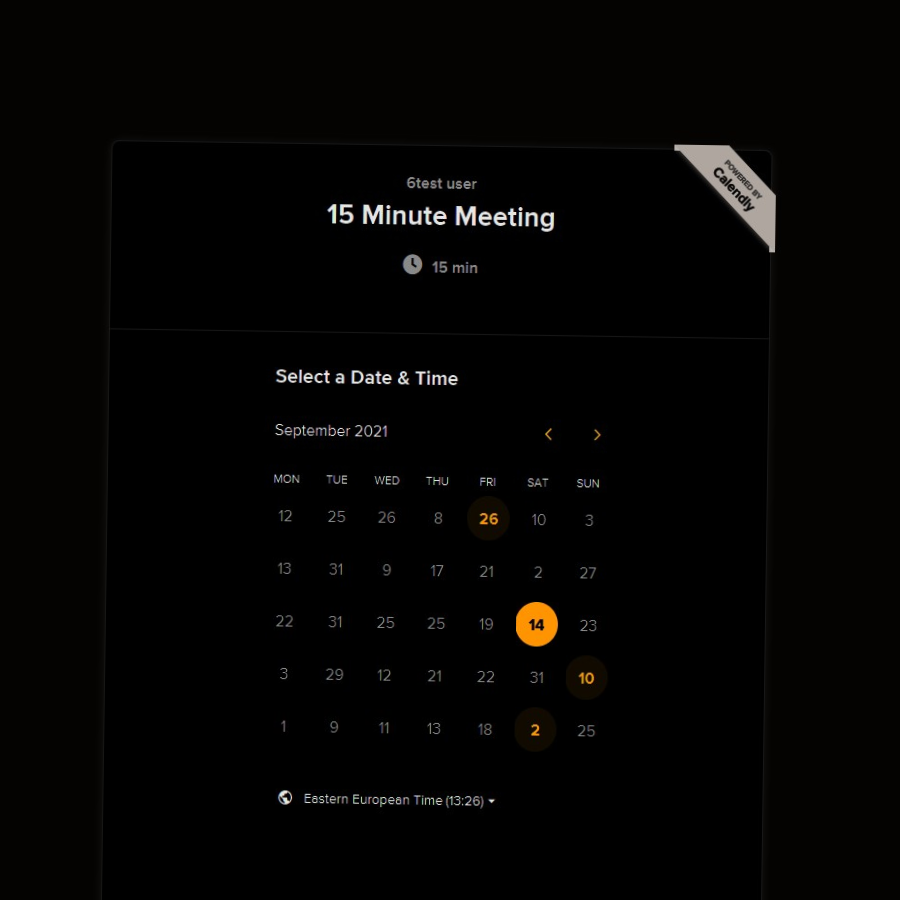 6test user
POWERED BY
Calendly
15 Minute Meeting
15 min
Select a Date & Time
September 2021
MON TUE WED THU FRI SAT SUN
12 25 26 8 26 10 3
13 31 9 17 21 2 27
22 31 25 25 19 14 23
3 29 12 21 22 31 10
1 9 11 13 18 2 25
Eastern European Time (13:26)